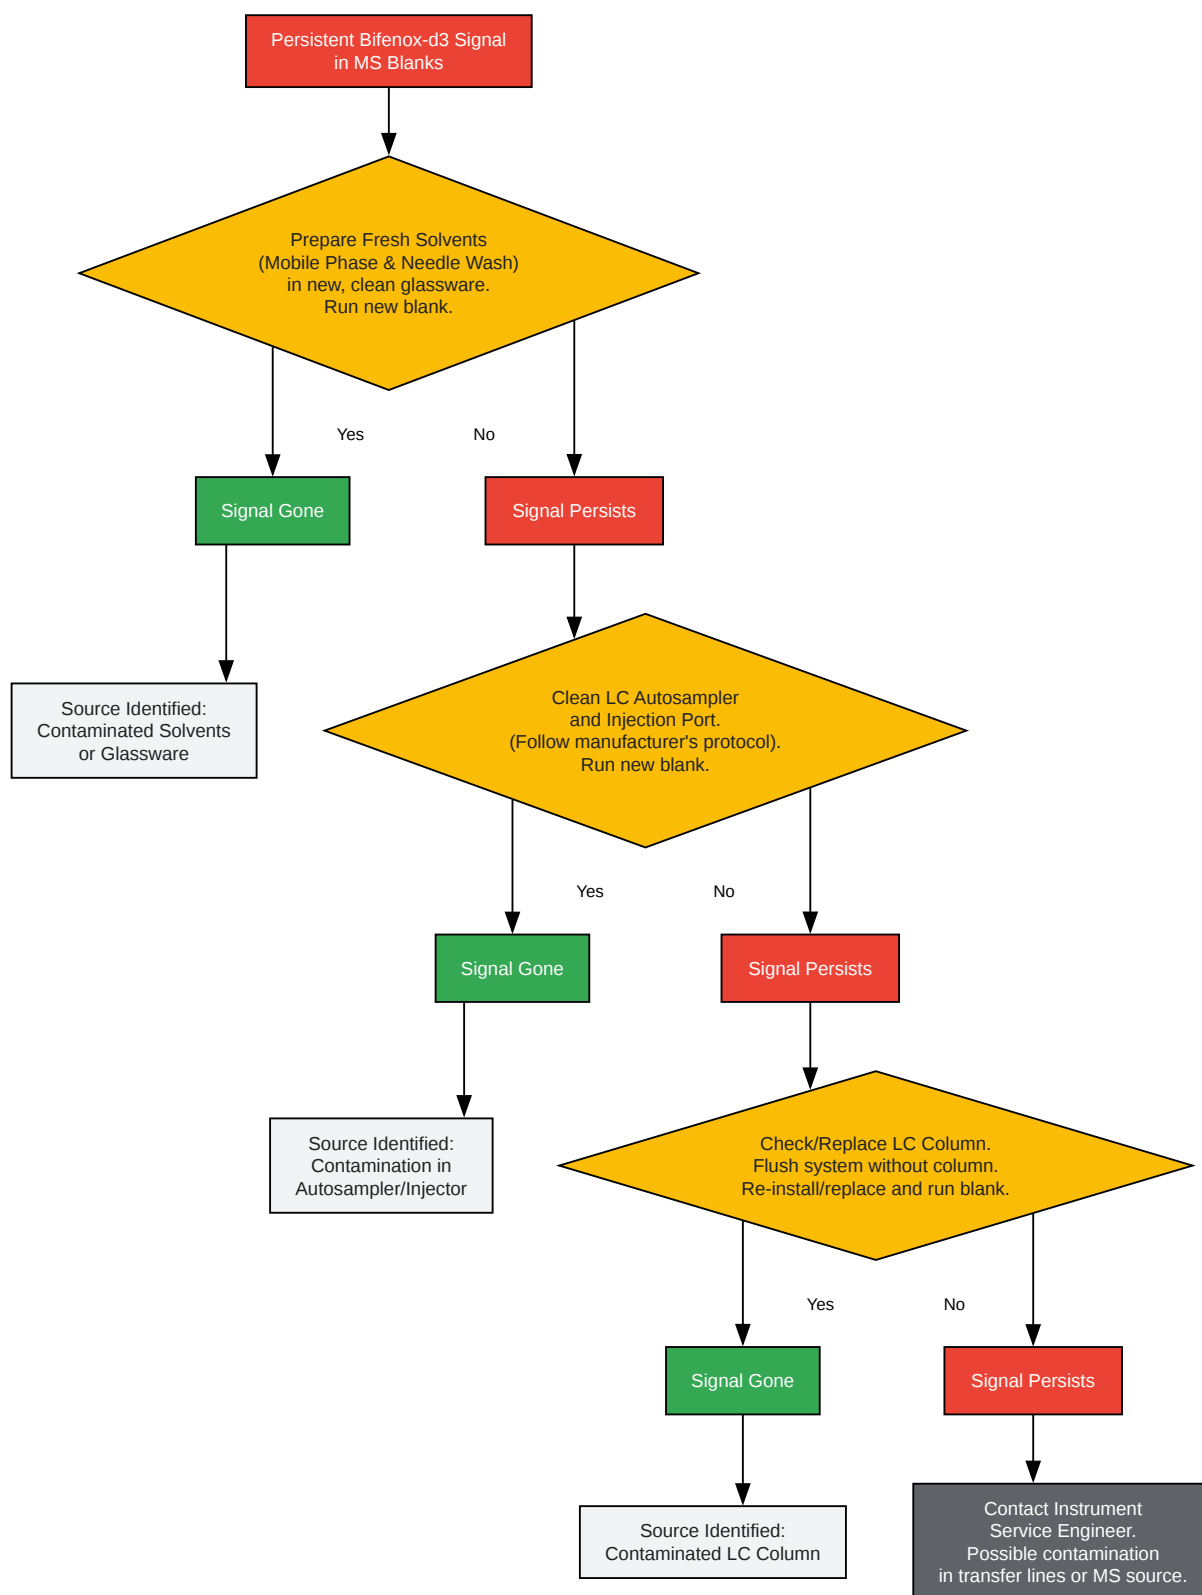 Persistent Bifenox-d3 Signal
in MS Blanks
Prepare Fresh Solvents
(Mobile Phase & Needle Wash)
in new, clean glassware.
Run new blank.
Yes
No
Signal Gone
Signal Persists
Source Identified:
Contaminated Solvents
or Glassware
Clean LC Autosampler
and Injection Port.
(Follow manufacturer's protocol).
Run new blank.
Yes
No
Signal Gone
Signal Persists
Source Identified:
Contamination in
Autosampler/Injector
Check/Replace LC Column.
Flush system without column.
Re-install/replace and run blank.
Yes
No
Signal Gone
Signal Persists
Source Identified:
Contaminated LC Column
Contact Instrument
Service Engineer.
Possible contamination
in transfer lines or MS source.